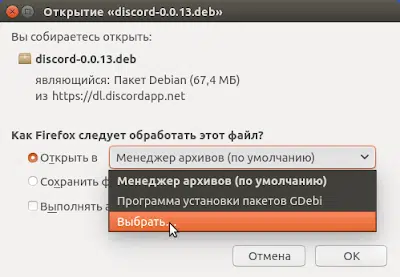 Открытие «discord-0.0.13.deb»
Вы собираетесь открыть:
discord-0.0.13.deb
являющийся: Пакет Debian (67,4 МБ)
из https://dl.discordapp.net
Как Firefox следует обработать этот файл?
Открыть в Менеджер архивов (по умолчанию)
Менеджер архивов (по умолчанию)
Сохранить ф
Программа установки пакетов GDebi
Выполнять а
Выбрать...
Отмена OK